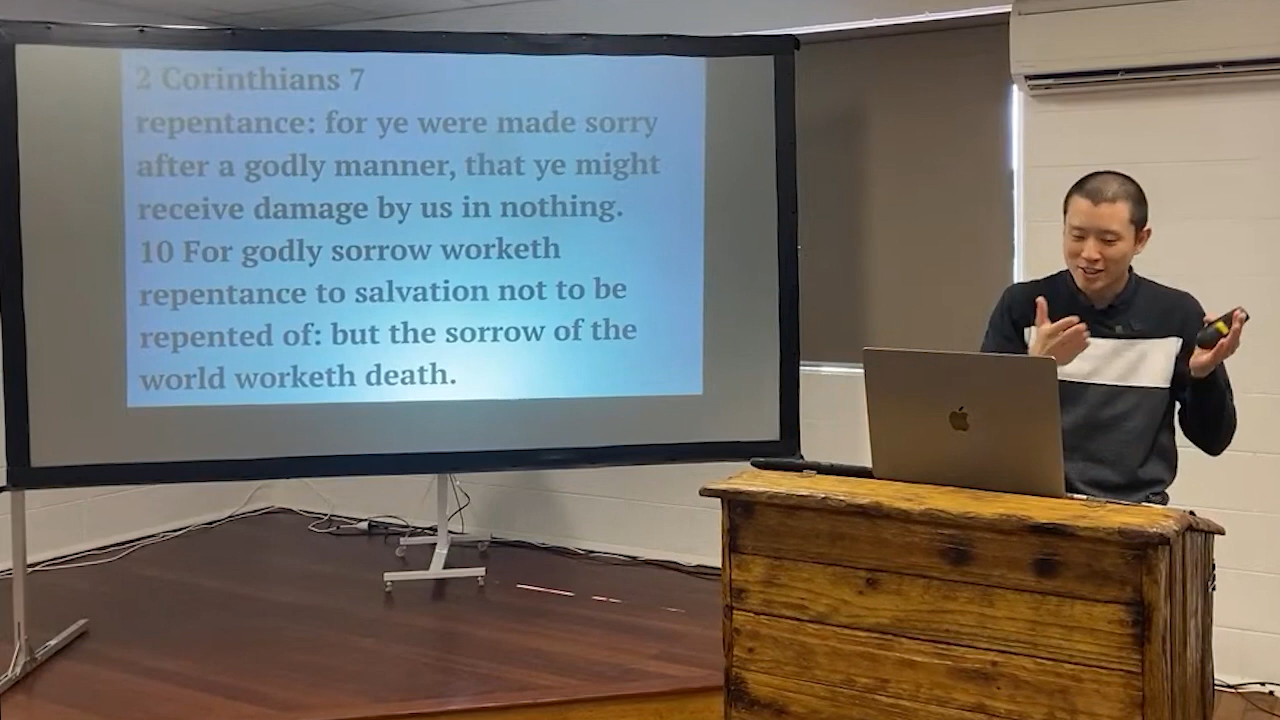 2 Corinthians 7
repentance: for ye were made sorry
after a godly manner, that ye might
receive damage by us in nothing.
10 For godly sorrow worketh
repentance to salvation not to be
repented of: but the sorrow of the
world worketh death.